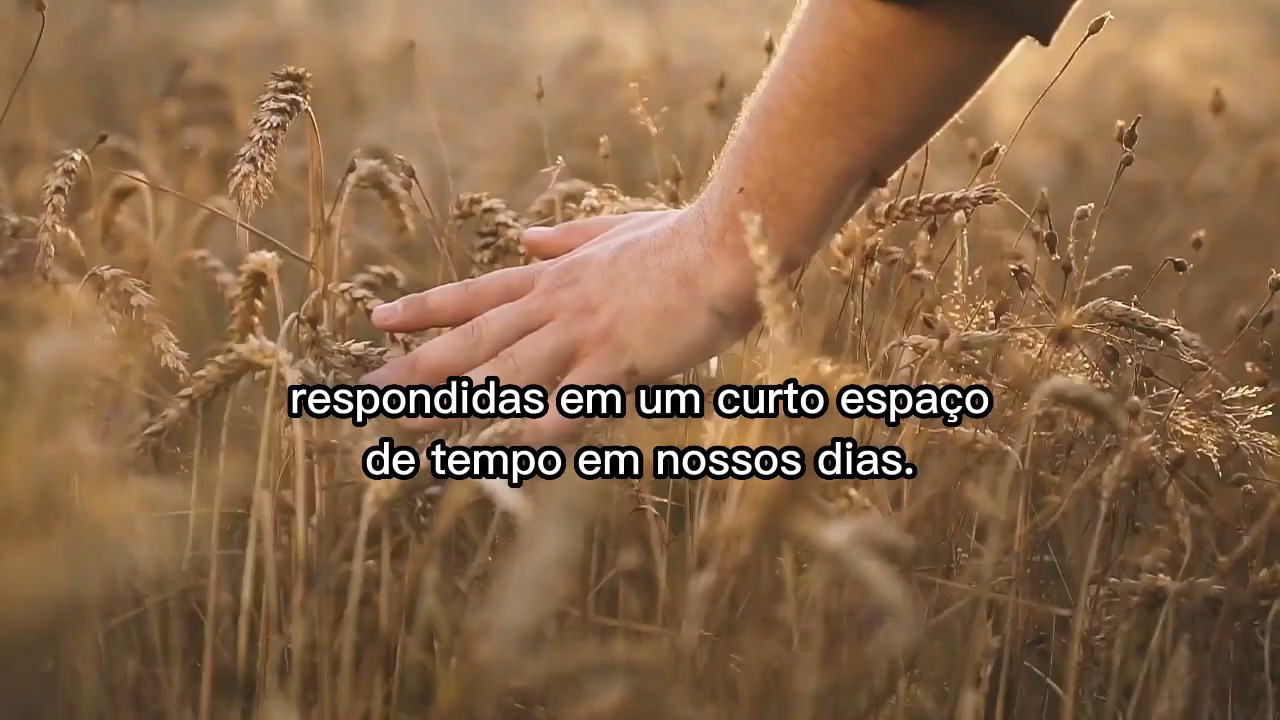 respondidas em um curto espaço
de tempo em nossos dias.